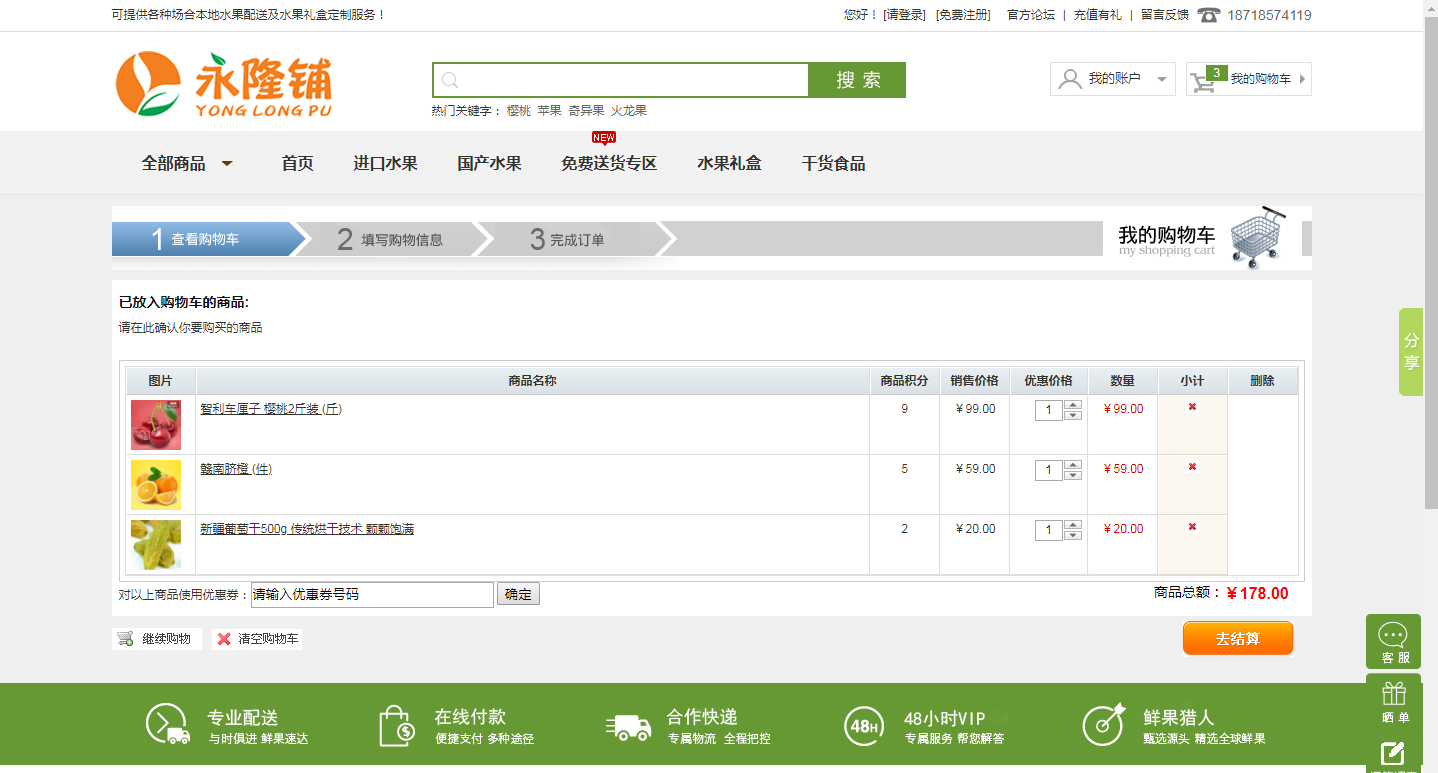 可提供各种场合本地水果配送及水果礼盒定制服务！
您好！ [请登录] [免费注册] 官方论坛 | 充值有礼 | 留言反馈 18718574119
永隆铺
YONG LONG PU
搜索
热门关键字： 樱桃 苹果 奇异果 火龙果
我的账户
3 我的购物车
NEW
全部商品 首页 进口水果 国产水果 免费送货专区 水果礼盒 干货食品
1 查看购物车 2 填写购物信息 3 完成订单
我的购物车
my shopping cart
已放入购物车的商品:
请在此确认你要购买的商品
分享
图片 商品名称 商品积分 销售价格 优惠价格 数量 小计 删除
智利车厘子 樱桃2斤装 (斤) 9 ￥99.00 1 ￥99.00
赣南脐橙 (件) 5 ￥59.00 1 ￥59.00
新疆葡萄干500g 传统烘干技术 颗颗饱满 2 ￥20.00 1 ￥20.00
对以上商品使用优惠券： 请输入优惠券号码 确定
商品总额：￥178.00
继续购物 清空购物车
去结算
客服
晒单
专业配送
与时俱进 鲜果速达
在线付款
便捷支付 多种途径
合作快递
专属物流 全程把控
48H
48小时VIP
专属服务 帮您解答
鲜果猎人
甄选源头 精选全球鲜果